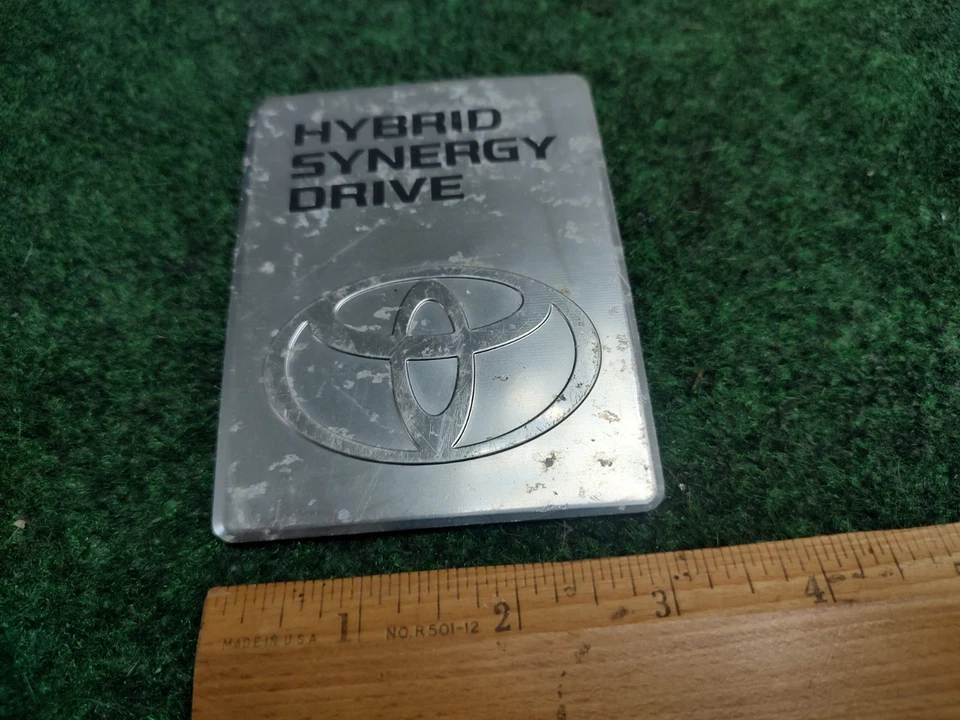 HYBRID
SYNERGY
DRIVE
1 2 3 4
MADE IN U.S.A. NO. R501-12